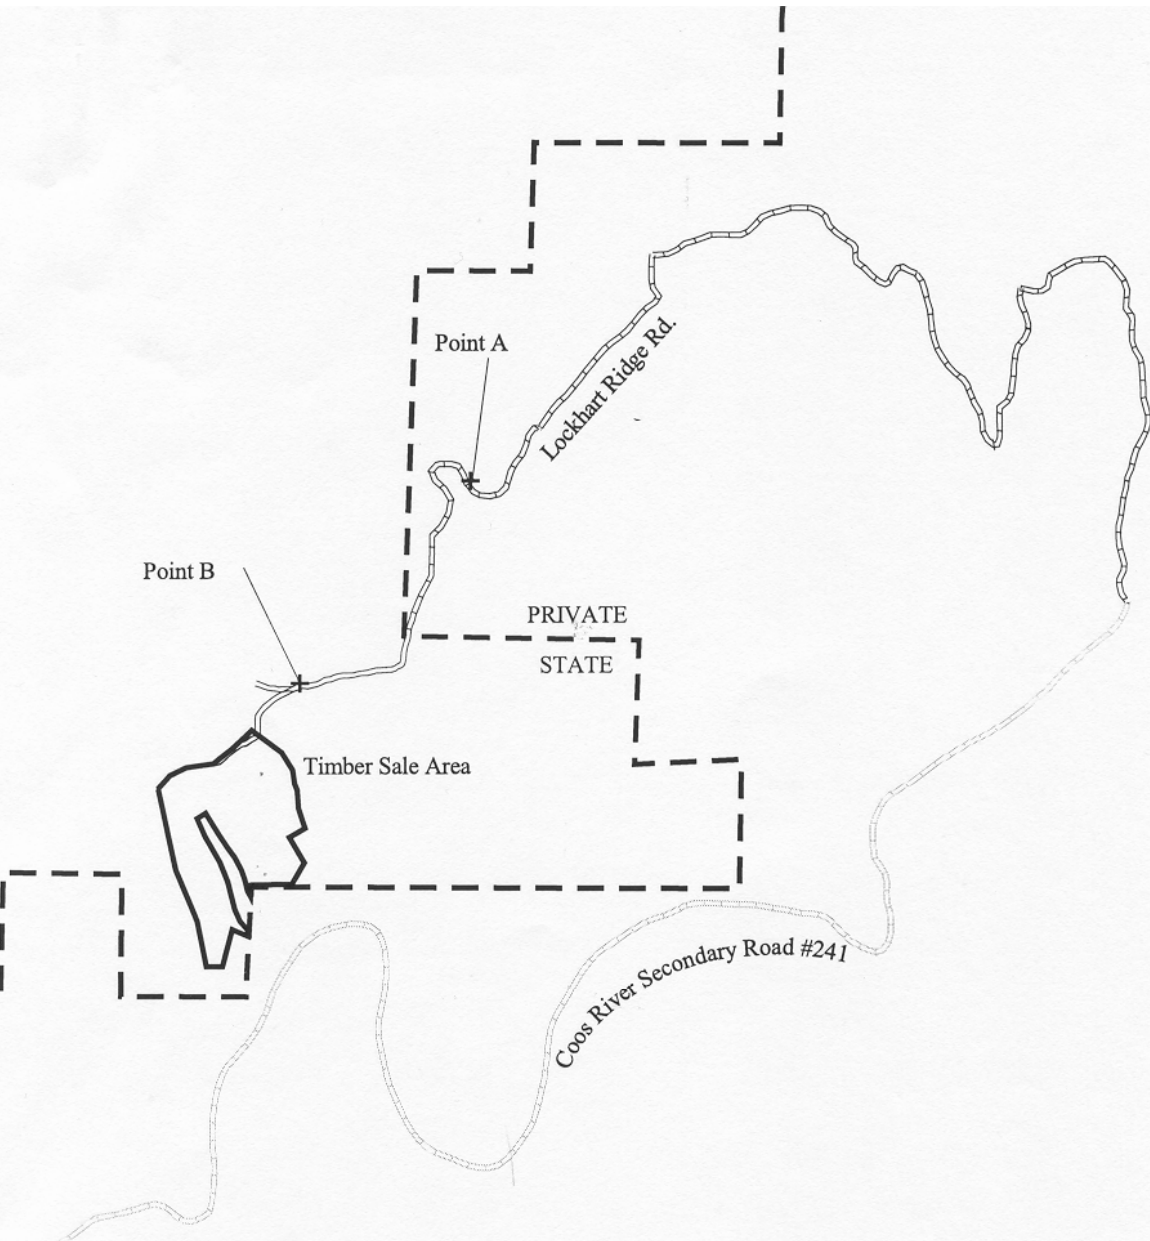 Point A
Lockhart Ridge Rd.
Point B
PRIVATE
STATE
Timber Sale Area
Coos River Secondary Road #241